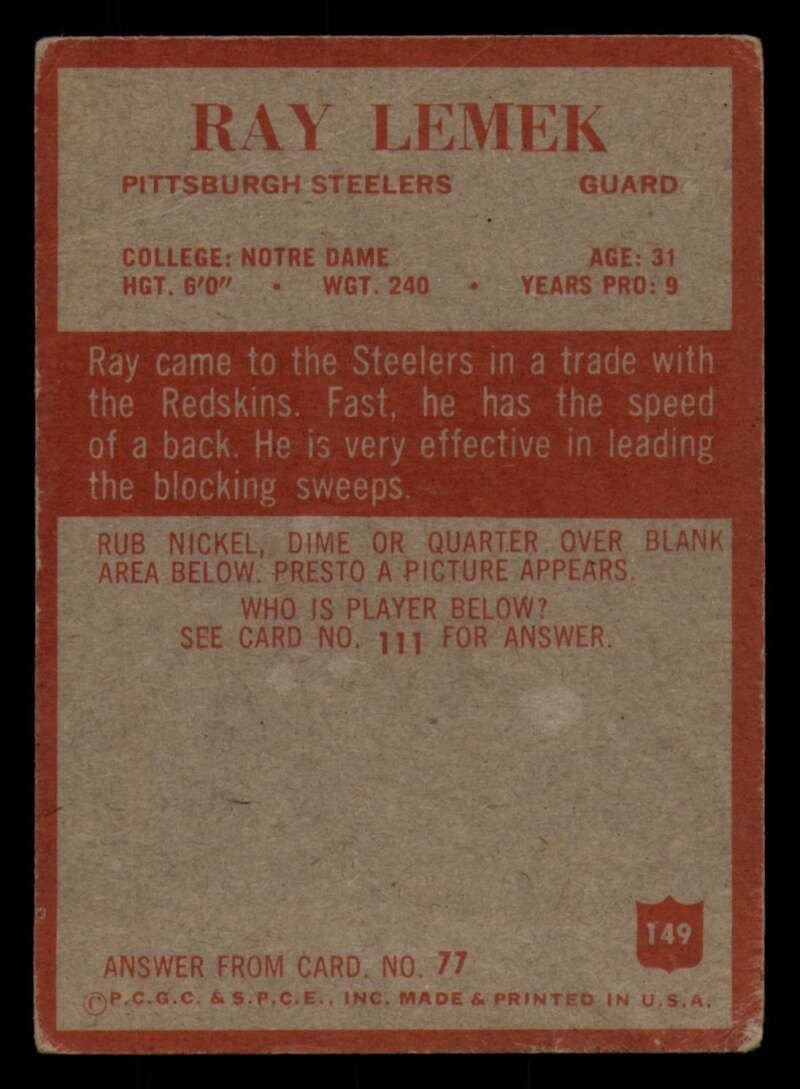 RAY LEMEK
PITTSBURGH STEELERS GUARD
COLLEGE: NOTRE DAME AGE: 31
HGT. 6'0" • WGT. 240 • YEARS PRO: 9
Ray came to the Steelers in a trade with
the Redskins. Fast, he has the speed
of a back. He is very effective in leading
the blocking sweeps.
RUB NICKEL, DIME OR QUARTER OVER BLANK
AREA BELOW. PRESTO A PICTURE APPEARS.
WHO IS PLAYER BELOW?
SEE CARD NO. 111 FOR ANSWER.
149
ANSWER FROM CARD. NO. 77
©P.C.G.C. & S.P.C.E., INC. MADE & PRINTED IN U.S.A.